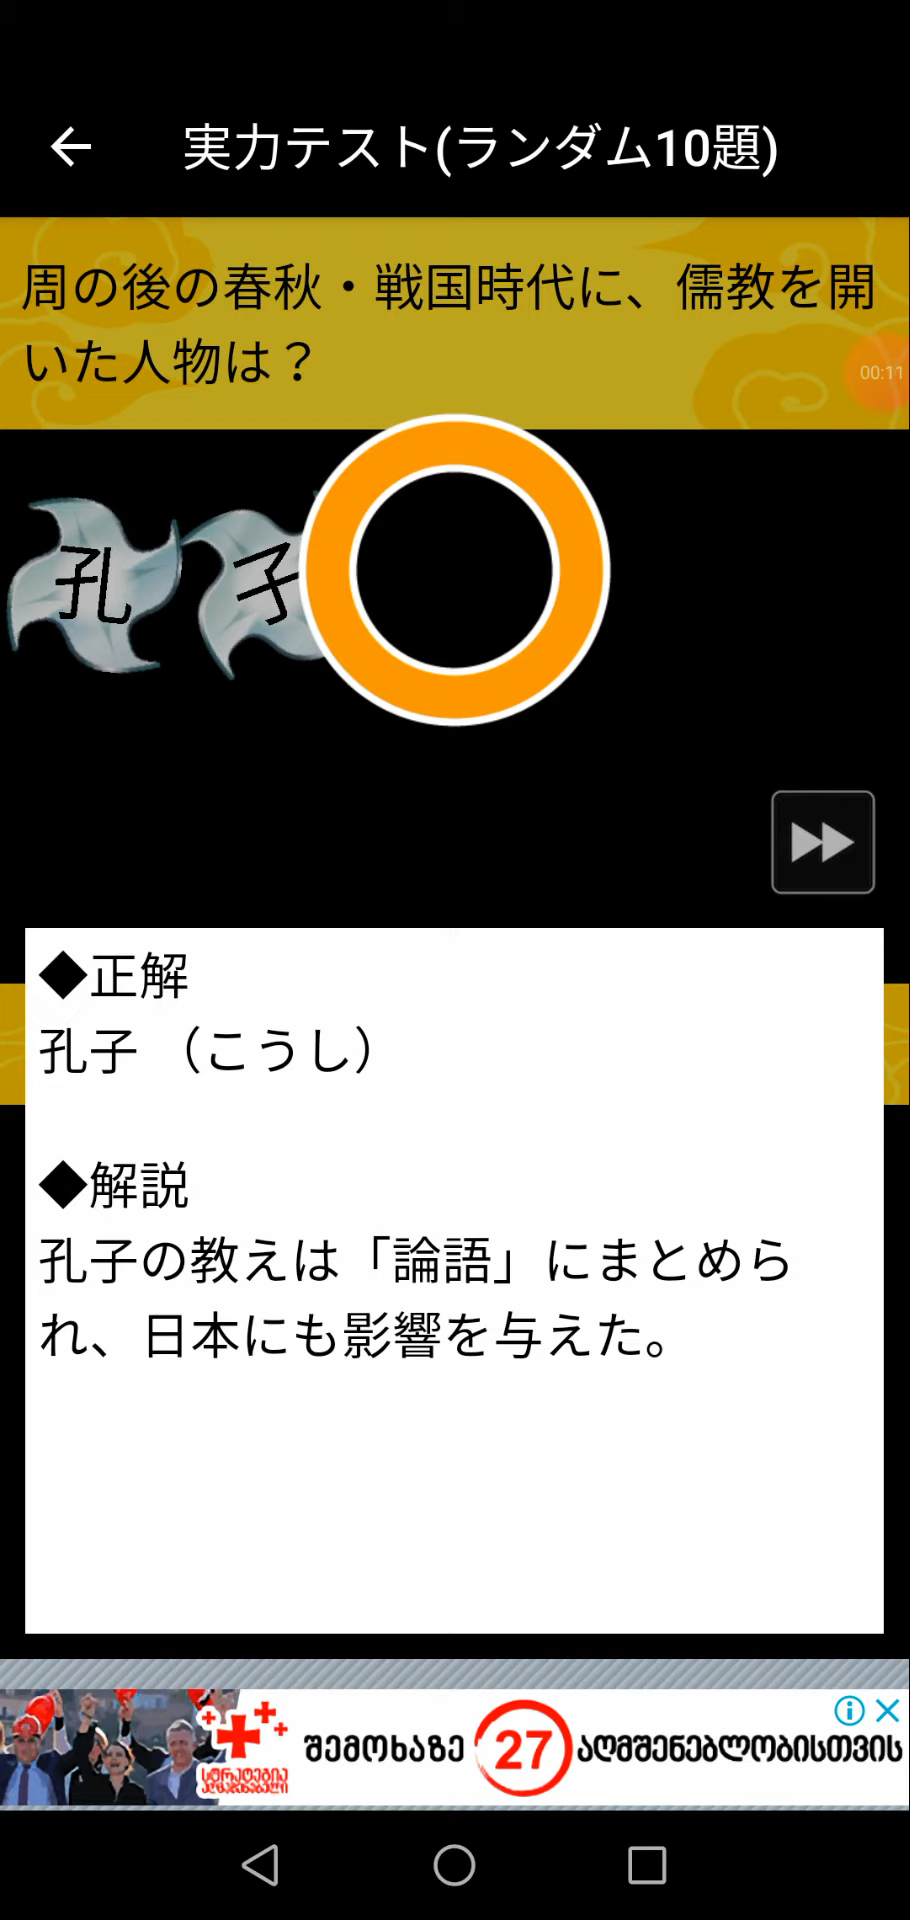 実力テスト(ランダム10題)
周の後の春秋・戦国時代に、儒教を開
いた人物は？
00:11
孔 子
◆正解
孔子 （こうし）
◆解説
孔子の教えは「論語」にまとめら
れ、日本にも影響を与えた。
შემოხაზე 27 აღმშენებლობისთვის
სტრატეგია
აღმაშენებელი